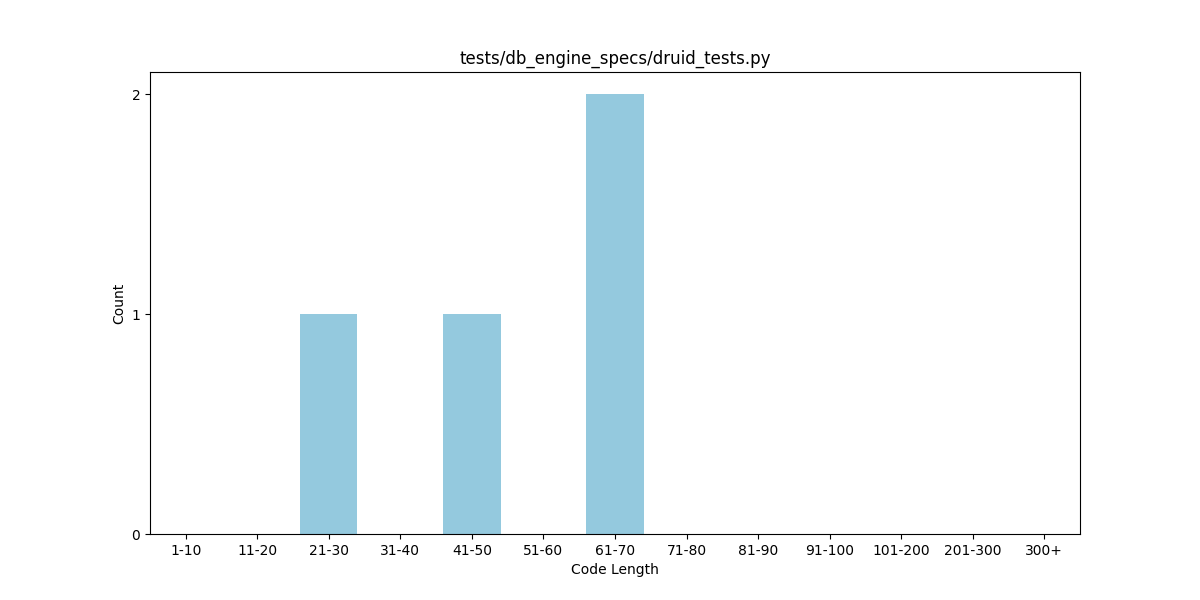 tests/db_engine_specs/druid_tests.py
2
1
0
Count
1-10 11-20 21-30 31-40 41-50 51-60 61-70 71-80 81-90 91-100 101-200 201-300 300+
Code Length